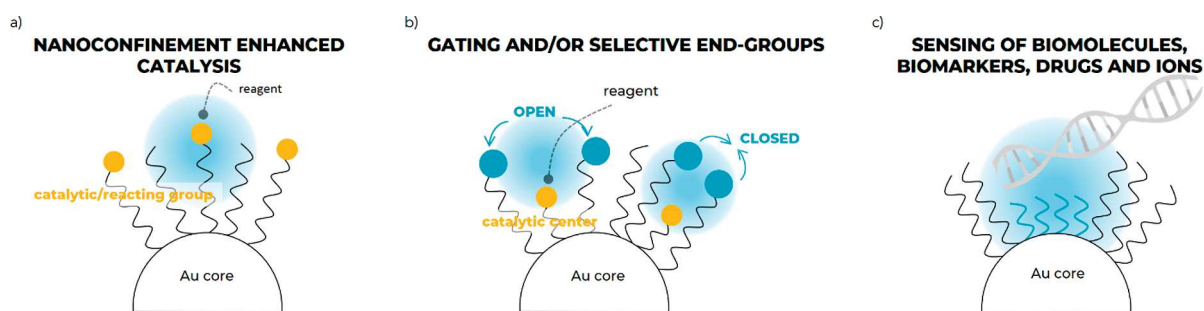 a)
NANOCONFINEMENT ENHANCED
CATALYSIS
reagent
catalytic/reacting group
Au core
b)
GATING AND/OR SELECTIVE END-GROUPS
reagent
OPEN
CLOSED
catalytic center
Au core
c)
SENSING OF BIOMOLECULES,
BIOMARKERS, DRUGS AND IONS
Au core